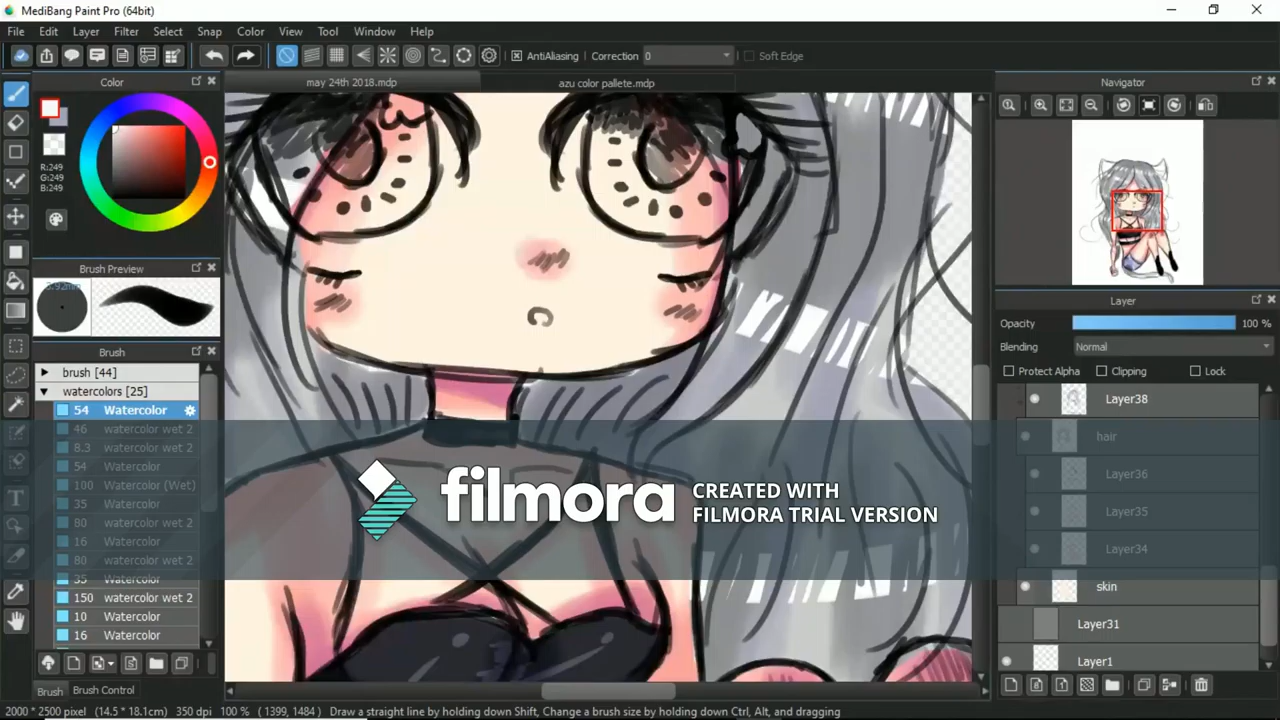 MediBang Paint Pro (64bit)
File Edit Layer Filter Select Snap Color View Tool Window Help
AntiAliasing Correction 0 Soft Edge
may 24th 2018.mdp azu color pallete.mdp
Color
R:249
G:249
B:249
Brush Preview
3.92mm
Brush
brush [44]
watercolors [25]
54 Watercolor
46 watercolor wet 2
8.3 watercolor wet 2
54 Watercolor
100 Watercolor (Wet)
35 Watercolor
80 watercolor wet 2
16 Watercolor
80 watercolor wet 2
35 Watercolor
150 watercolor wet 2
10 Watercolor
16 Watercolor
Brush Brush Control
filmora
CREATED WITH
FILMORA TRIAL VERSION
Navigator
Layer
Opacity 100 %
Blending Normal
Protect Alpha Clipping Lock
Layer38
hair
Layer36
Layer35
Layer34
skin
Layer31
Layer1
2000 * 2500 pixel (14.5 * 18.1cm) 350 dpi 100 % ( 1399, 1484 ) Draw a straight line by holding down Shift, Change a brush size by holding down Ctrl, Alt, and dragging